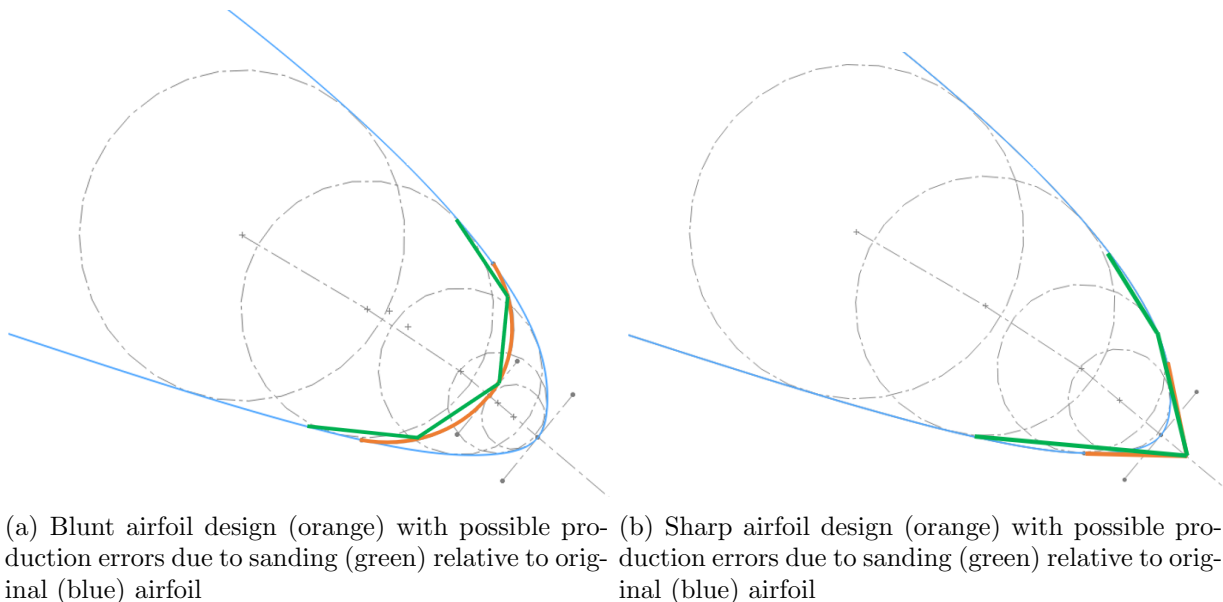 (a) Blunt airfoil design (orange) with possible pro-
duction errors due to sanding (green) relative to orig-
inal (blue) airfoil
(b) Sharp airfoil design (orange) with possible pro-
duction errors due to sanding (green) relative to orig-
inal (blue) airfoil